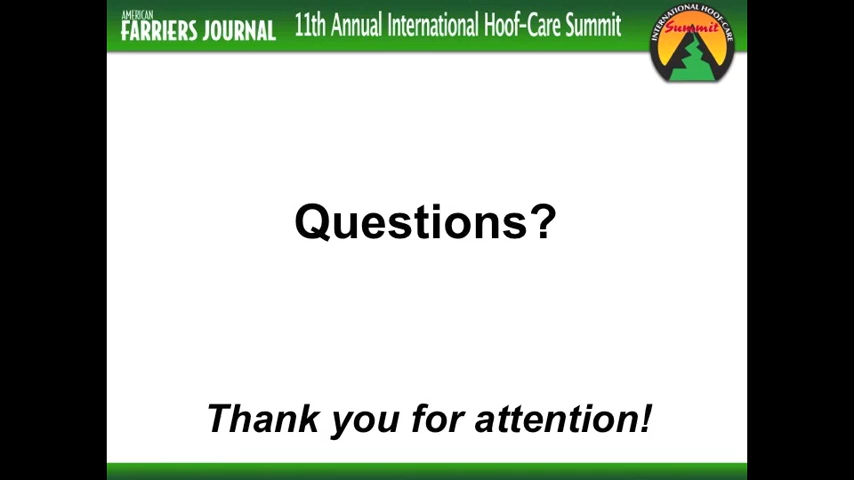 AMERICAN
FARRIERS JOURNAL
11th Annual International Hoof-Care Summit
INTERNATIONAL HOOF-CARE
Summit
Questions?
Thank you for attention!